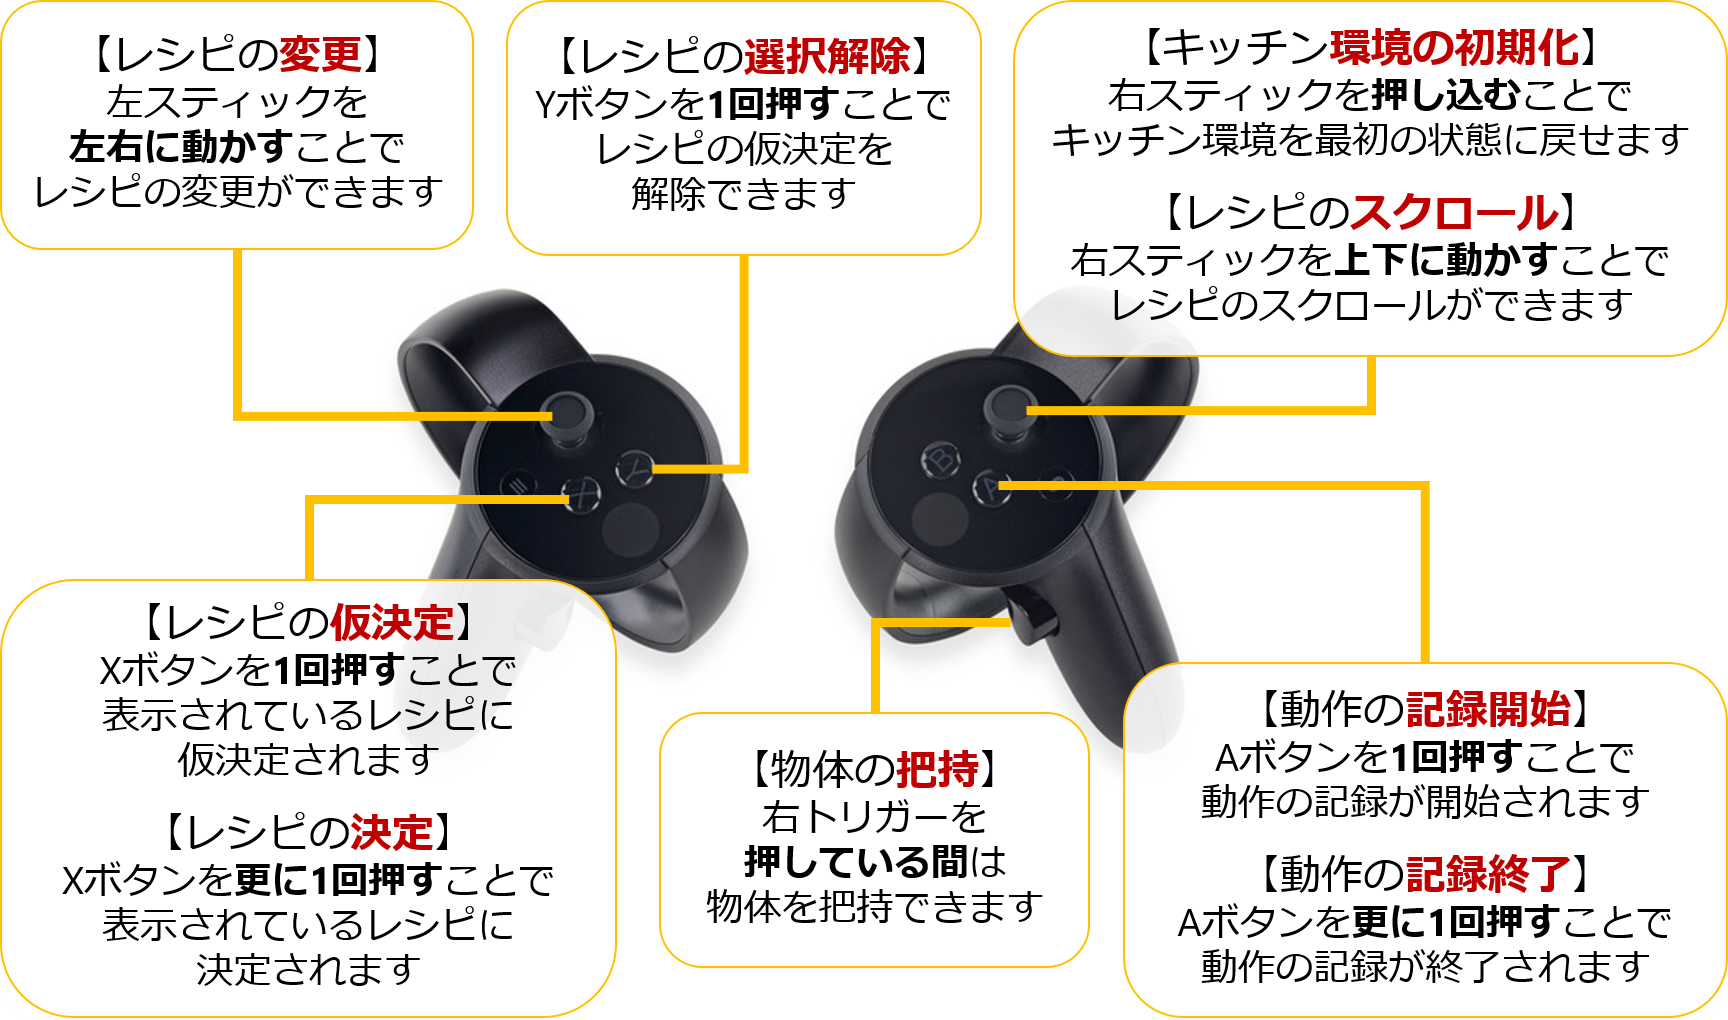 【レシピの変更】
左スティックを
左右に動かすことで
レシピの変更ができます
【レシピの選択解除】
Yボタンを1回押すことで
レシピの仮決定を
解除できます
【キッチン環境の初期化】
右スティックを押し込むことで
キッチン環境を最初の状態に戻せます
【レシピのスクロール】
右スティックを上下に動かすことで
レシピのスクロールができます
Y
X
B
A
【レシピの仮決定】
Xボタンを1回押すことで
表示されているレシピに
仮決定されます
【レシピの決定】
Xボタンを更に1回押すことで
表示されているレシピに
決定されます
【物体の把持】
右トリガーを
押している間は
物体を把持できます
【動作の記録開始】
Aボタンを1回押すことで
動作の記録が開始されます
【動作の記録終了】
Aボタンを更に1回押すことで
動作の記録が終了されます